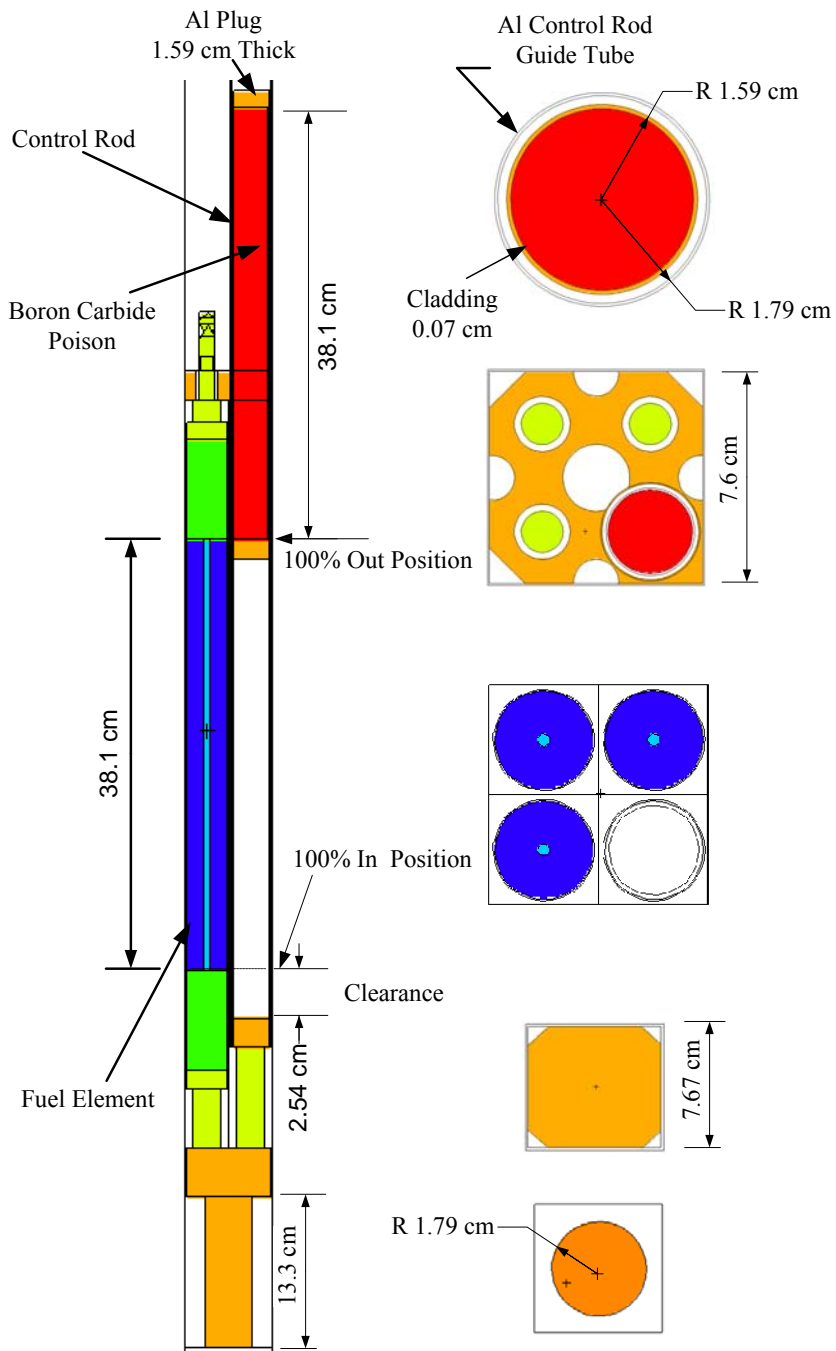 Al Plug
1.59 cm Thick
Al Control Rod
Guide Tube
R 1.59 cm
Control Rod
Boron Carbide
Poison
38.1 cm
Cladding
0.07 cm
R 1.79 cm
7.6 cm
100% Out Position
38.1 cm
100% In Position
Clearance
2.54 cm
7.67 cm
Fuel Element
R 1.79 cm
13.3 cm